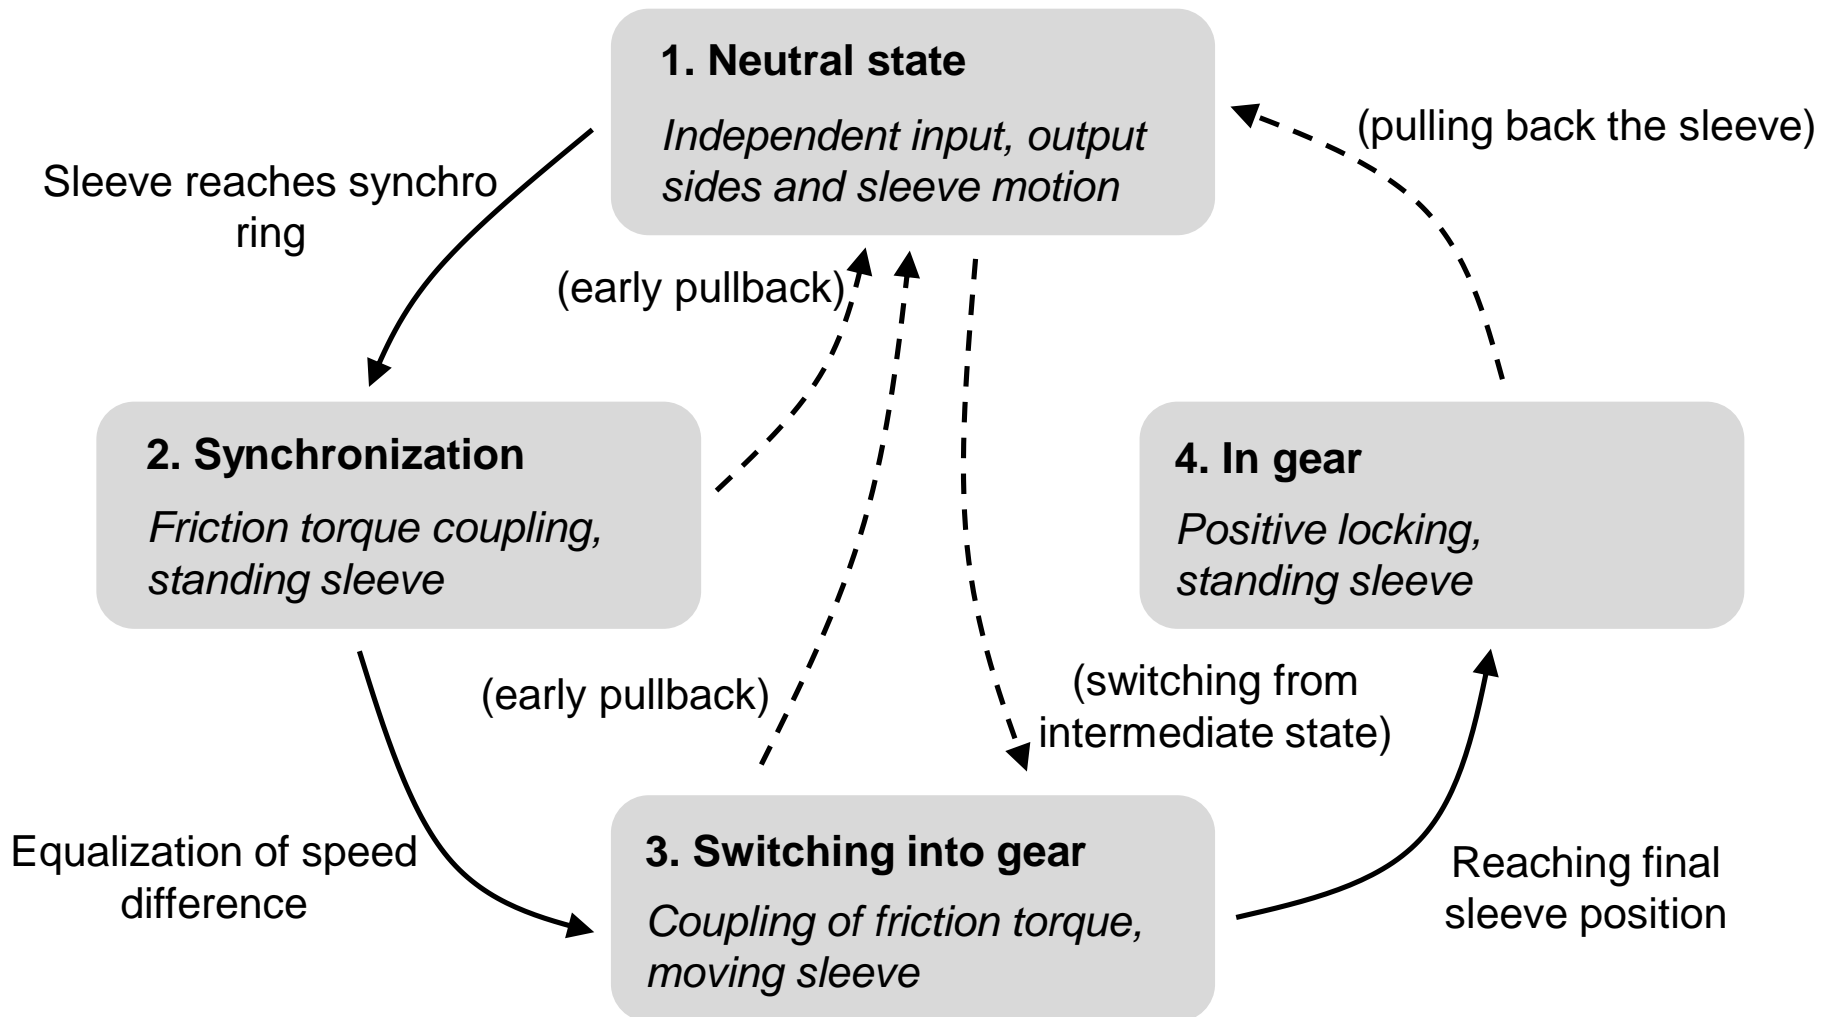 1. Neutral state
Independent input, output
sides and sleeve motion
(pulling back the sleeve)
Sleeve reaches synchro
ring
(early pullback)
2. Synchronization
Friction torque coupling,
standing sleeve
4. In gear
Positive locking,
standing sleeve
(early pullback)
(switching from
intermediate state)
Equalization of speed
difference
3. Switching into gear
Coupling of friction torque,
moving sleeve
Reaching final
sleeve position